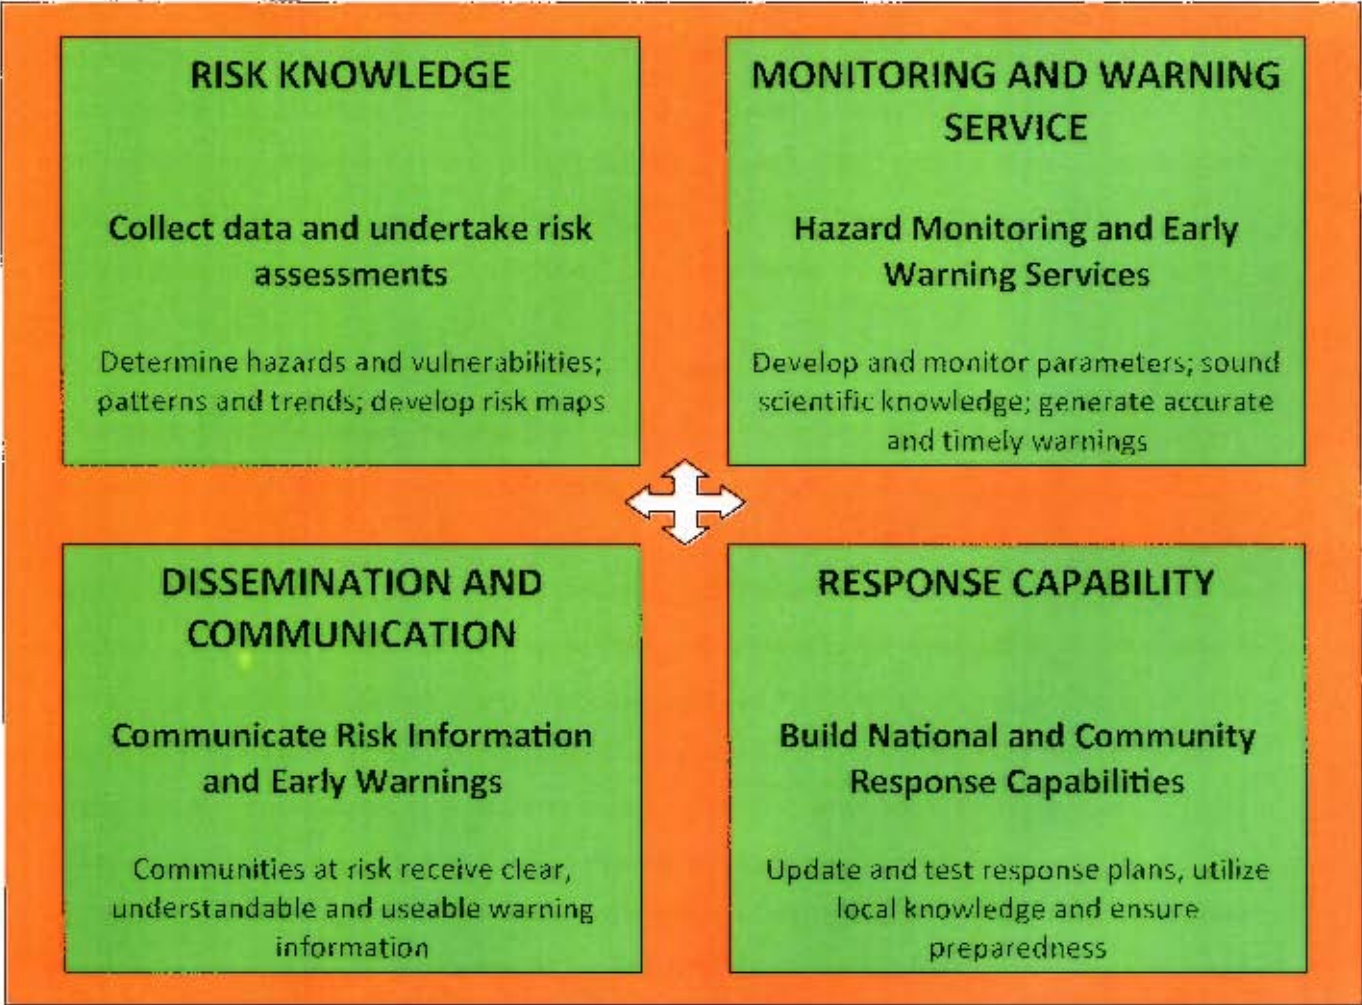 RISK KNOWLEDGE
Collect data and undertake risk
assessments
Determine hazards and vulnerabilities;
patterns and trends; develop risk maps
MONITORING AND WARNING
SERVICE
Hazard Monitoring and Early
Warning Services
Develop and monitor parameters; sound
scientific knowledge; generate accurate
and timely warnings
DISSEMINATION AND
COMMUNICATION
Communicate Risk Information
and Early Warnings
Communities at risk receive clear,
understandable and useable warning
information
RESPONSE CAPABILITY
Build National and Community
Response Capabilities
Update and test response plans, utilize
local knowledge and ensure
preparedness